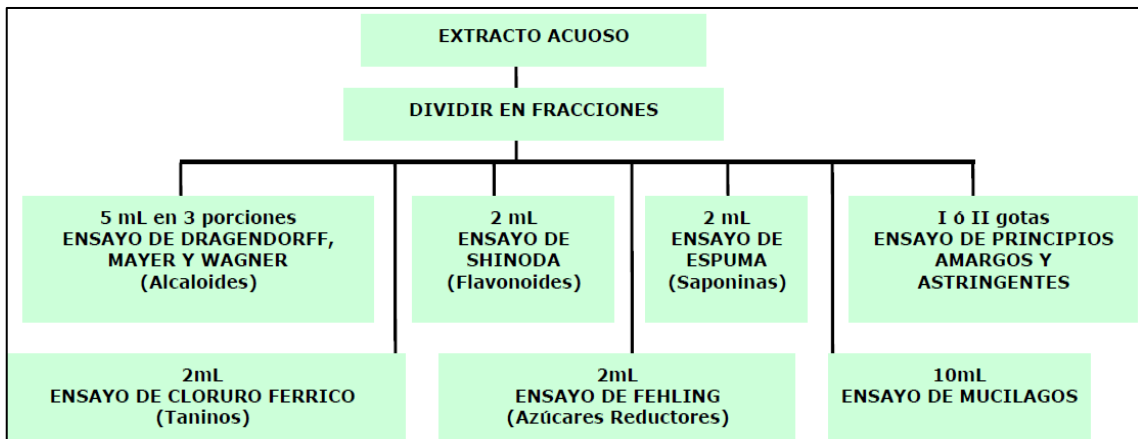 EXTRACTO ACUOSO
DIVIDIR EN FRACCIONES
5 mL en 3 porciones
ENSAYO DE DRAGENDORFF,
MAYER Y WAGNER
(Alcaloides)
2 mL
ENSAYO DE
SHINODA
(Flavonoides)
2 mL
ENSAYO DE
ESPUMA
(Saponinas)
I ó II gotas
ENSAYO DE PRINCIPIOS
AMARGOS Y
ASTRINGENTES
2mL
ENSAYO DE CLORURO FERRICO
(Taninos)
2mL
ENSAYO DE FEHLING
(Azúcares Reductores)
10mL
ENSAYO DE MUCILAGOS